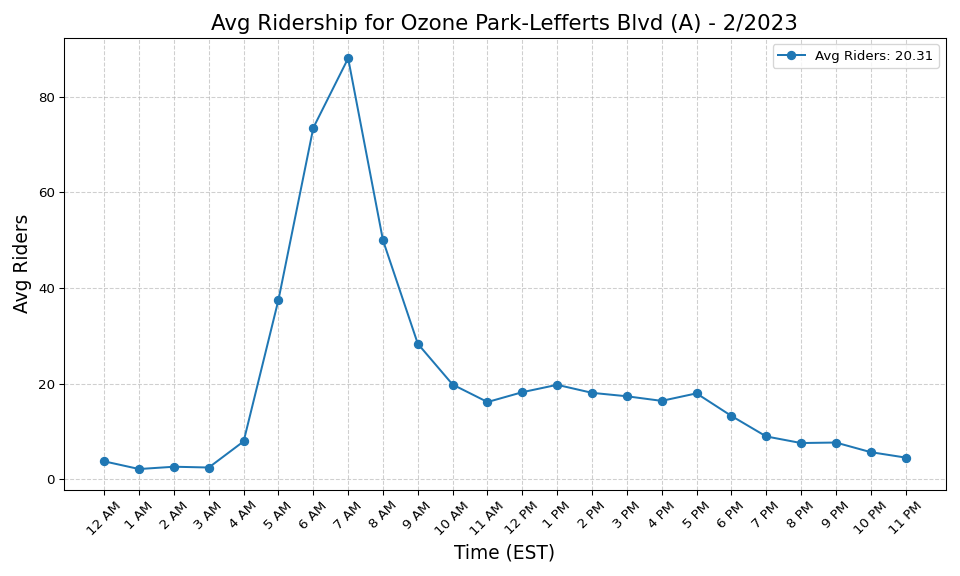 Avg Ridership for Ozone Park-Lefferts Blvd (A) - 2/2023
Avg Riders: 20.31
Avg Riders
80
60
40
20
0
12 AM 1 AM 2 AM 3 AM 4 AM 5 AM 6 AM 7 AM 8 AM 9 AM 10 AM 11 AM 12 PM 1 PM 2 PM 3 PM 4 PM 5 PM 6 PM 7 PM 8 PM 9 PM 10 PM 11 PM
Time (EST)